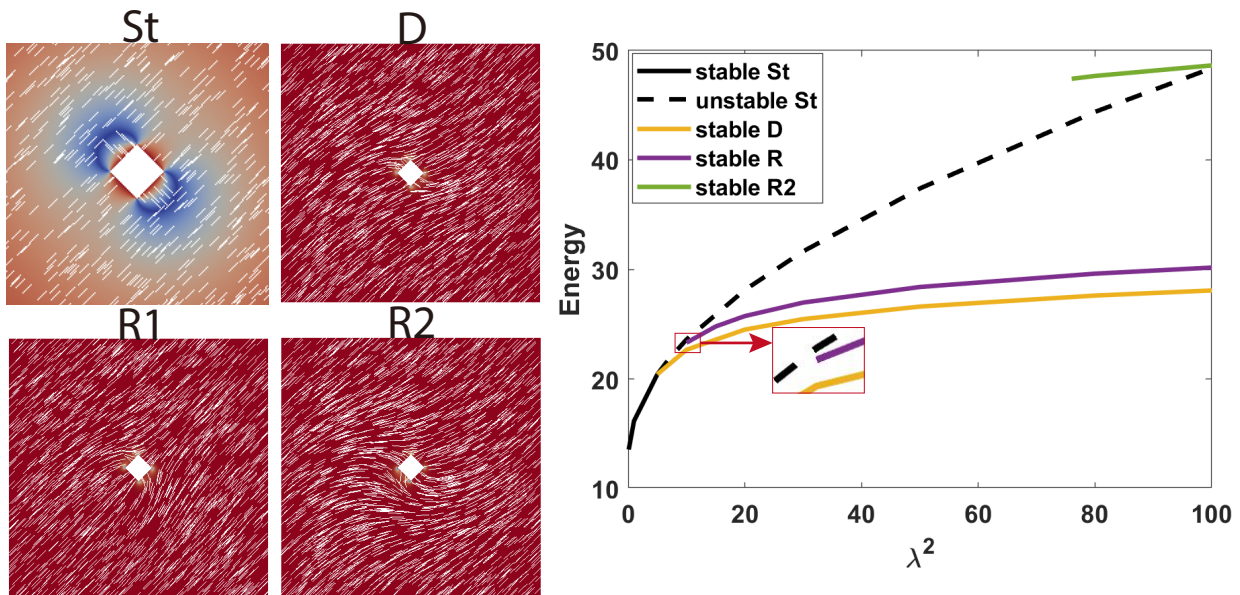 St
D
R1
R2
50
40
30
20
10
Energy
stable St
unstable St
stable D
stable R
stable R2
0
20
40
60
80
100
λ²